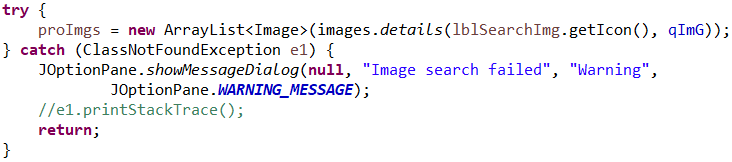 try {
    proImgs = new ArrayList<Image>(images.details(lblSearchImg.getIcon(), qImG));
} catch (ClassNotFoundException e1) {
    JOptionPane.showMessageDialog(null, "Image search failed", "Warning",
            JOptionPane.WARNING_MESSAGE);
    //e1.printStackTrace();
    return;
}